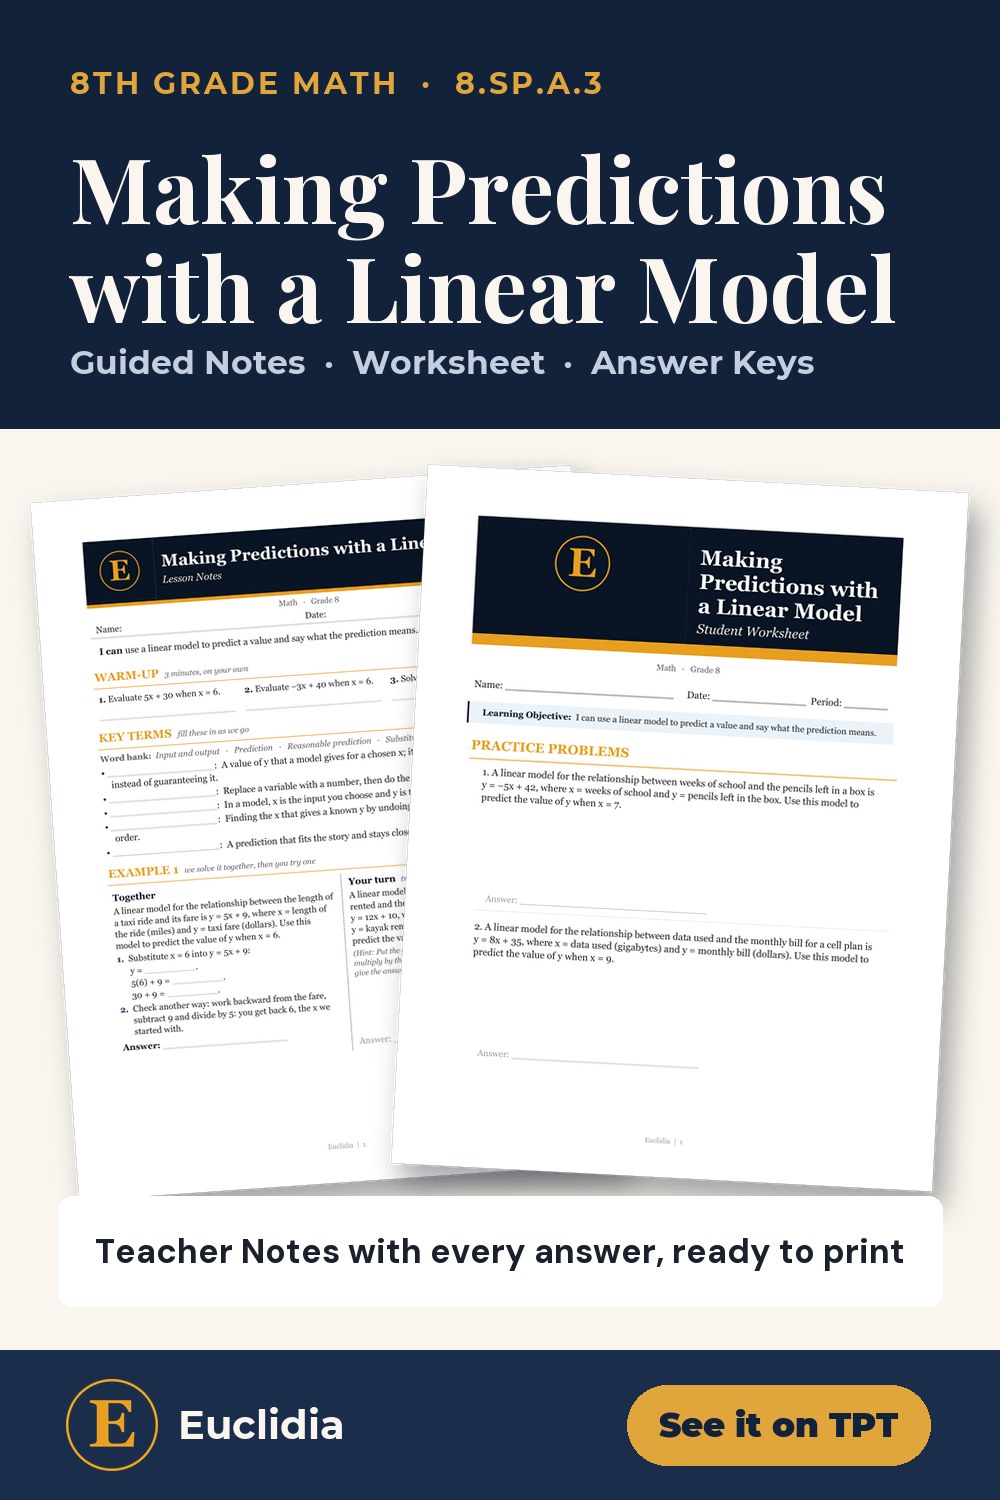 8TH GRADE MATH · 8.SP.A.3
Making Predictions
with a Linear Model
Guided Notes · Worksheet · Answer Keys
E
Making Predictions with a Line
Lesson Notes
Math · Grade 8
Name:
Date:
I can use a linear model to predict a value and say what the prediction means.
WARM-UP 3 minutes, on your own
1. Evaluate 5x + 30 when x = 6.
2. Evaluate −3x + 40 when x = 6.
3. Solv
KEY TERMS fill these in as we go
Word bank: Input and output · Prediction · Reasonable prediction ·
: A value of y that a model gives for a chosen x; it
instead of guaranteeing it.
: Replace a variable with a number, then do the
: In a model, x is the input you choose and y is t
: Finding the x that gives a known y by undoing
order.
: A prediction that fits the story and stays close
EXAMPLE 1 we solve it together, then you try one
Together
A linear model for the relationship between the length of
a taxi ride and its fare is y = 5x + 9, where x = length of
the ride (miles) and y = taxi fare (dollars). Use this
model to predict the value of y when x = 6.
1. Substitute x = 6 into y = 5x + 9:
y = .
5(6) + 9 = .
30 + 9 = .
2. Check another way: work backward from the fare,
subtract 9 and divide by 5: you get back 6, the x we
started with.
Answer:
Your turn
A linear model
rented and the
y = 12x + 10, w
y = kayak ren
predict the va
(Hint: Put the
multiply by th
give the answ
Answer:
Euclidia | 1
E
Making
Predictions with
a Linear Model
Student Worksheet
Math · Grade 8
Name:
Date:
Period:
Learning Objective: I can use a linear model to predict a value and say what the prediction means.
PRACTICE PROBLEMS
1. A linear model for the relationship between weeks of school and the pencils left in a box is
y = −5x + 42, where x = weeks of school and y = pencils left in the box. Use this model to
predict the value of y when x = 7.
Answer:
2. A linear model for the relationship between data used and the monthly bill for a cell plan is
y = 8x + 35, where x = data used (gigabytes) and y = monthly bill (dollars). Use this model to
predict the value of y when x = 9.
Answer:
Euclidia | 1
Teacher Notes with every answer, ready to print
E
Euclidia
See it on TPT